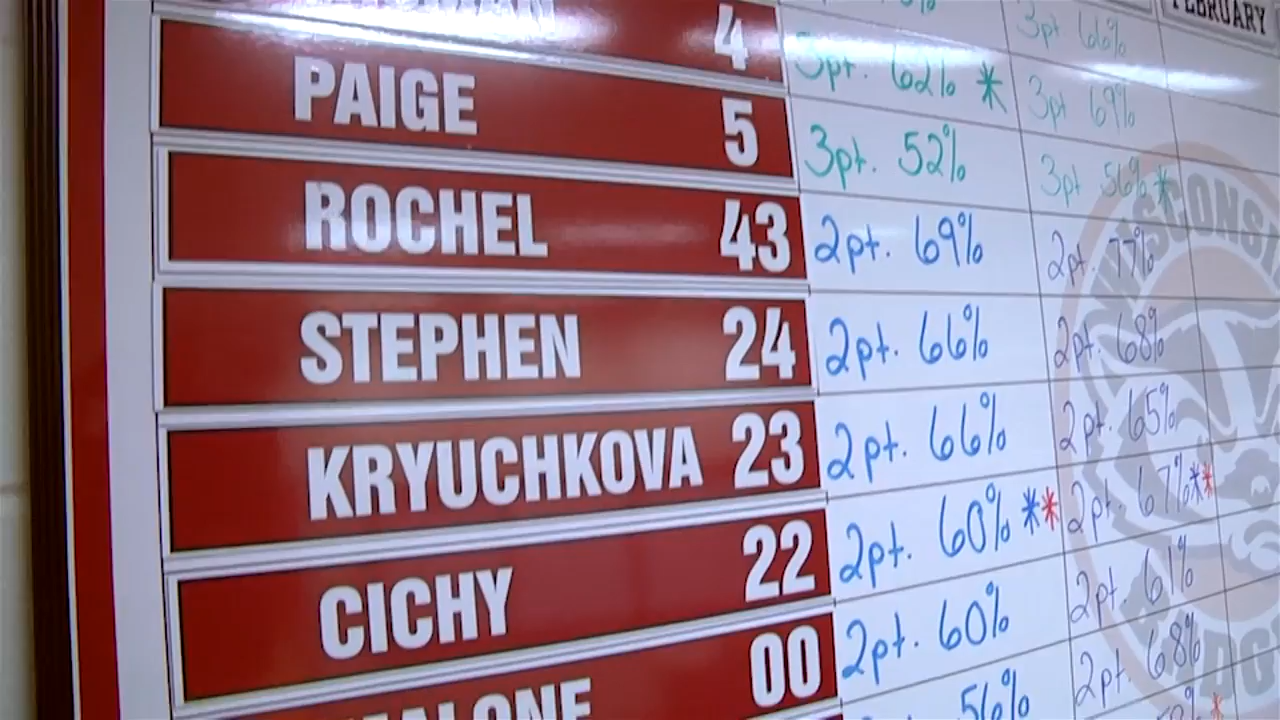 FEBRUARY
4 3pt. 62% * 3pt 66%
PAIGE 5 3pt. 52% 3pt 69%
ROCHEL 43 2pt. 69% 3pt 56% *
STEPHEN 24 2pt. 66% 2pt. 77%
KRYUCHKOVA 23 2pt. 66% 2pt. 68%
CICHY 22 2pt. 60% ** 2pt. 65%
00 2pt. 60% 2pt. 67% **
56% 2pt. 61%
2pt. 68%
WISCONSIN